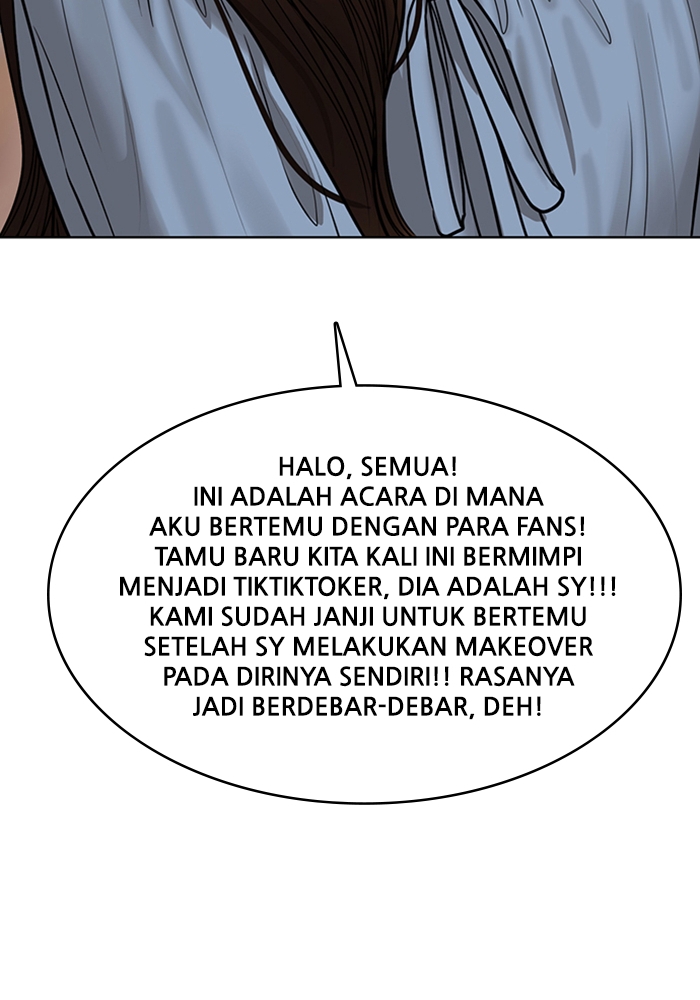 HALO, SEMUA!
INI ADALAH ACARA DI MANA
AKU BERTEMU DENGAN PARA FANS!
TAMU BARU KITA KALI INI BERMIMPI
MENJADI TIKTIKTOKER, DIA ADALAH SY!!!
KAMI SUDAH JANJI UNTUK BERTEMU
SETELAH SY MELAKUKAN MAKEOVER
PADA DIRINYA SENDIRI!! RASANYA
JADI BERDEBAR-DEBAR, DEH!